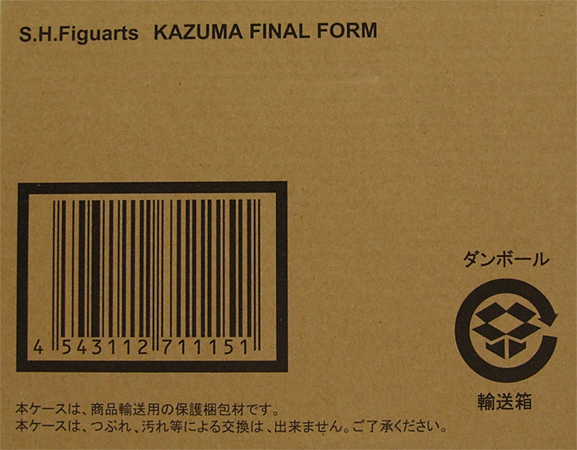 S.H.Figuarts KAZUMA FINAL FORM
4 543112 711151
ダンボール
輸送箱
本ケースは、商品輸送用の保護梱包材です。
本ケースは、つぶれ、汚れ等による交換は、出来ません。ご了承ください。